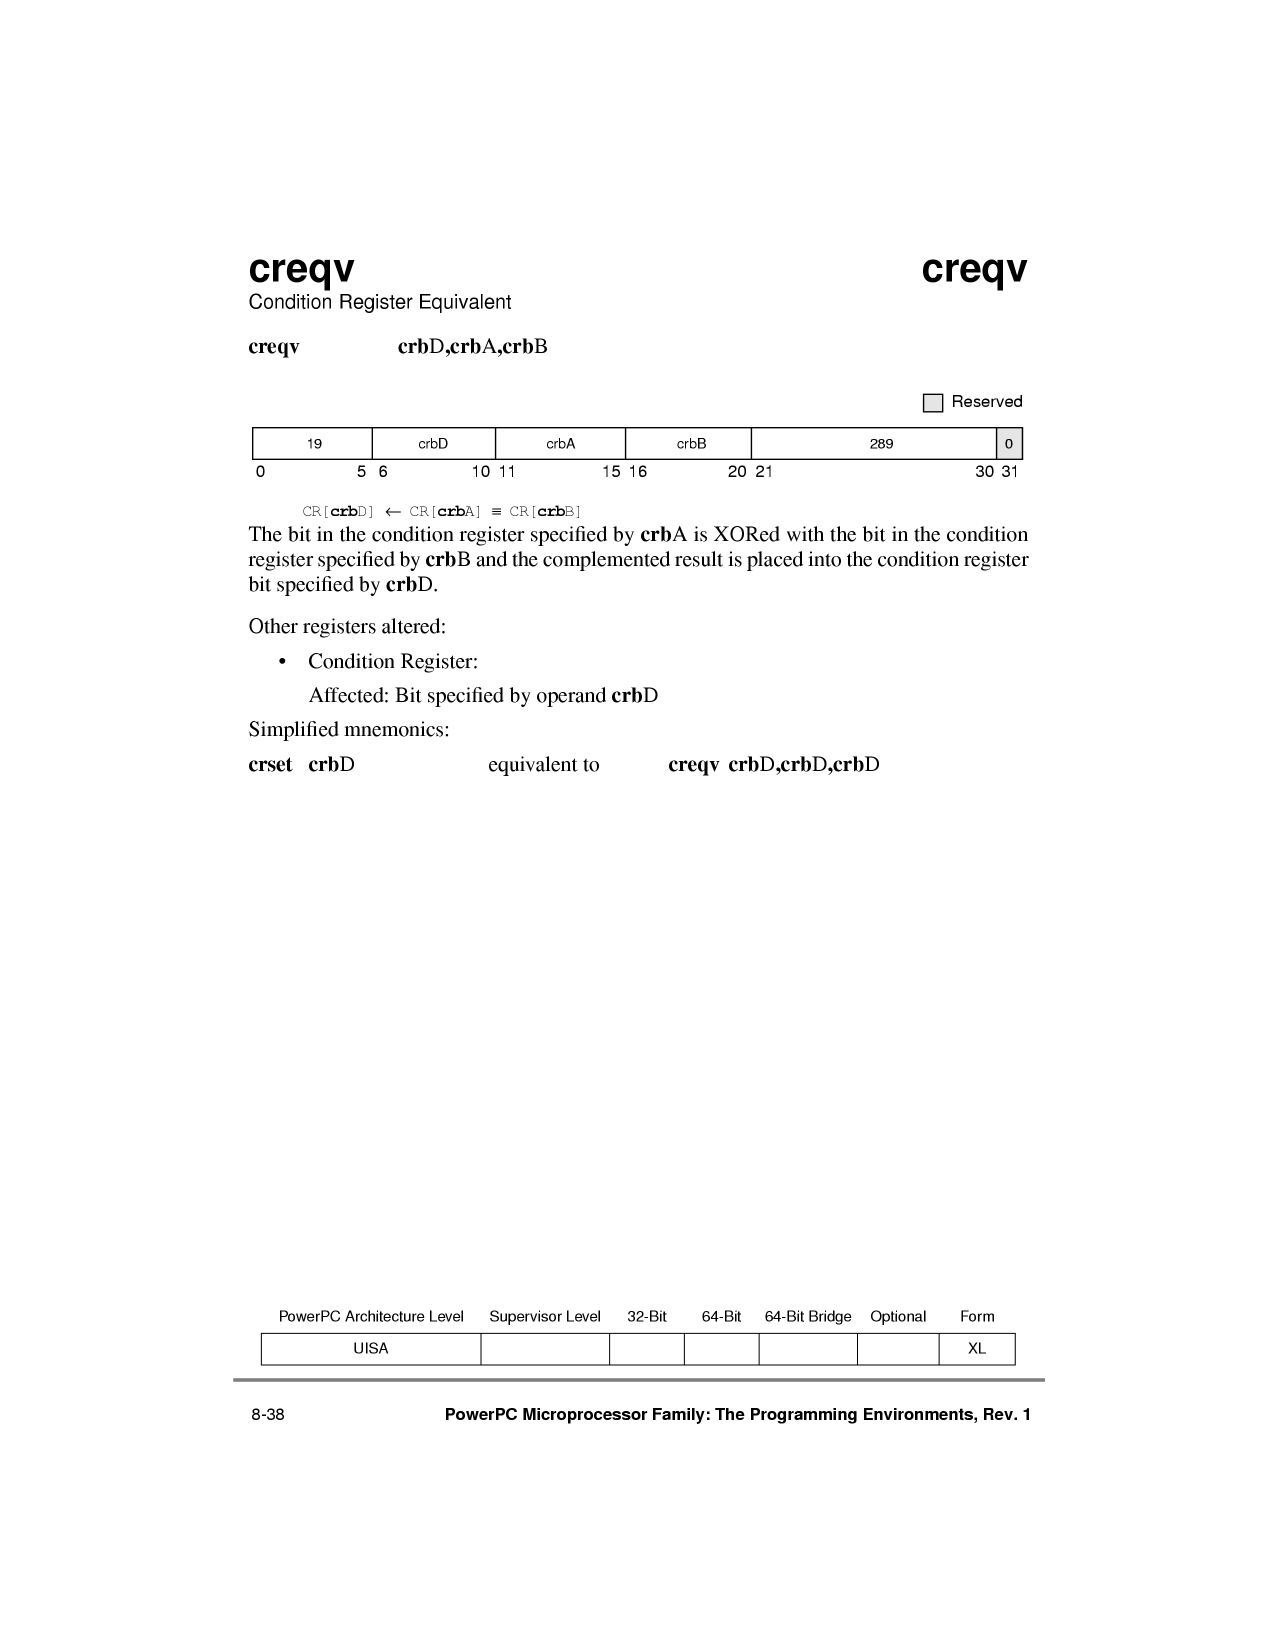 creqv creqv
Condition Register Equivalent
creqv crbD,crbA,crbB
Reserved
19 crbD crbA crbB 289 0
0 5 6 10 11 15 16 20 21 30 31
CR[crbD] ← CR[crbA] ≡ CR[crbB]
The bit in the condition register specified by crbA is XORed with the bit in the condition
register specified by crbB and the complemented result is placed into the condition register
bit specified by crbD.
Other registers altered:
• Condition Register:
Affected: Bit specified by operand crbD
Simplified mnemonics:
crset crbD equivalent to creqv crbD,crbD,crbD
PowerPC Architecture Level Supervisor Level 32-Bit 64-Bit 64-Bit Bridge Optional Form
UISA XL
8-38 PowerPC Microprocessor Family: The Programming Environments, Rev. 1